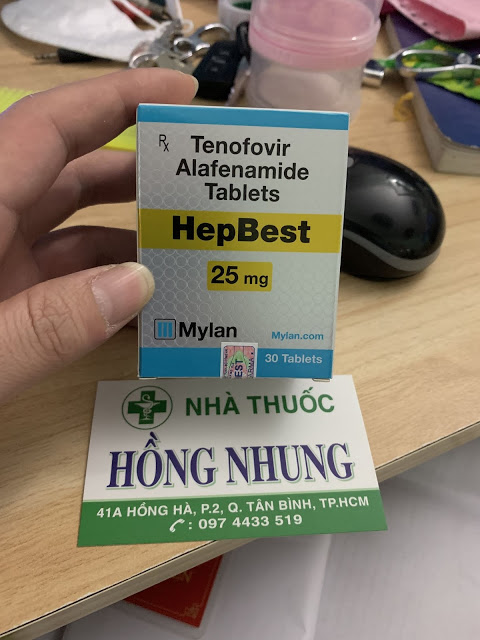 Rx Tenofovir
Alafenamide
Tablets
HepBest
25 mg
Mylan
Mylan.com
30 Tablets
NHÀ THUỐC
HỒNG NHUNG
41A HỒNG HÀ, P.2, Q. TÂN BÌNH, TP.HCM
: 097 4433 519